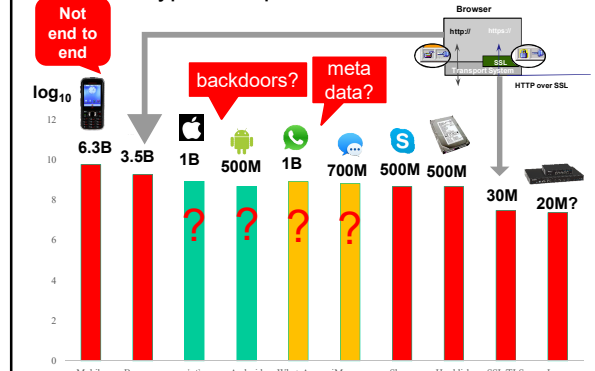 Not
end to
end
Browser
http:// https://
SSL
Transport System
HTTP over SSL
backdoors?
meta
data?
log10
12
10
8
6
4
2
0
6.3B 3.5B 1B 500M 1B 700M 500M 500M 30M 20M?
? ? ? ?